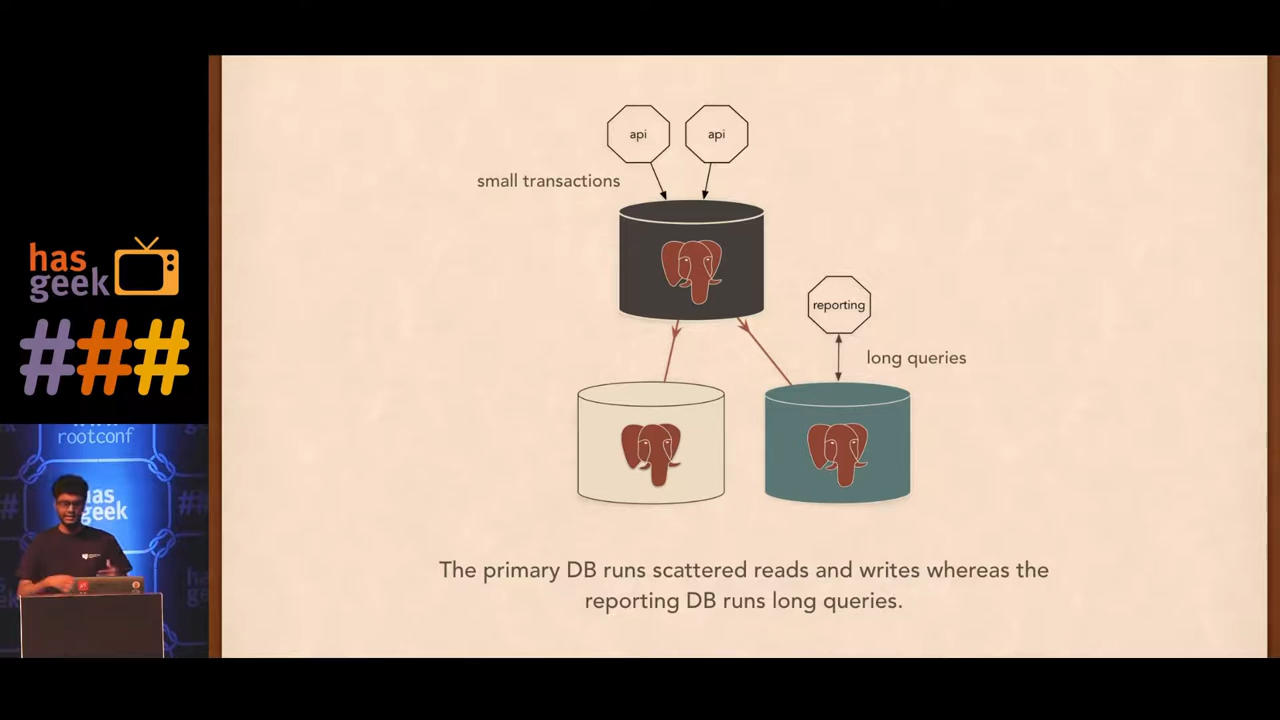 api
api
small transactions
reporting
long queries
The primary DB runs scattered reads and writes whereas the
reporting DB runs long queries.
has
geek
###
rootconf
has
geek